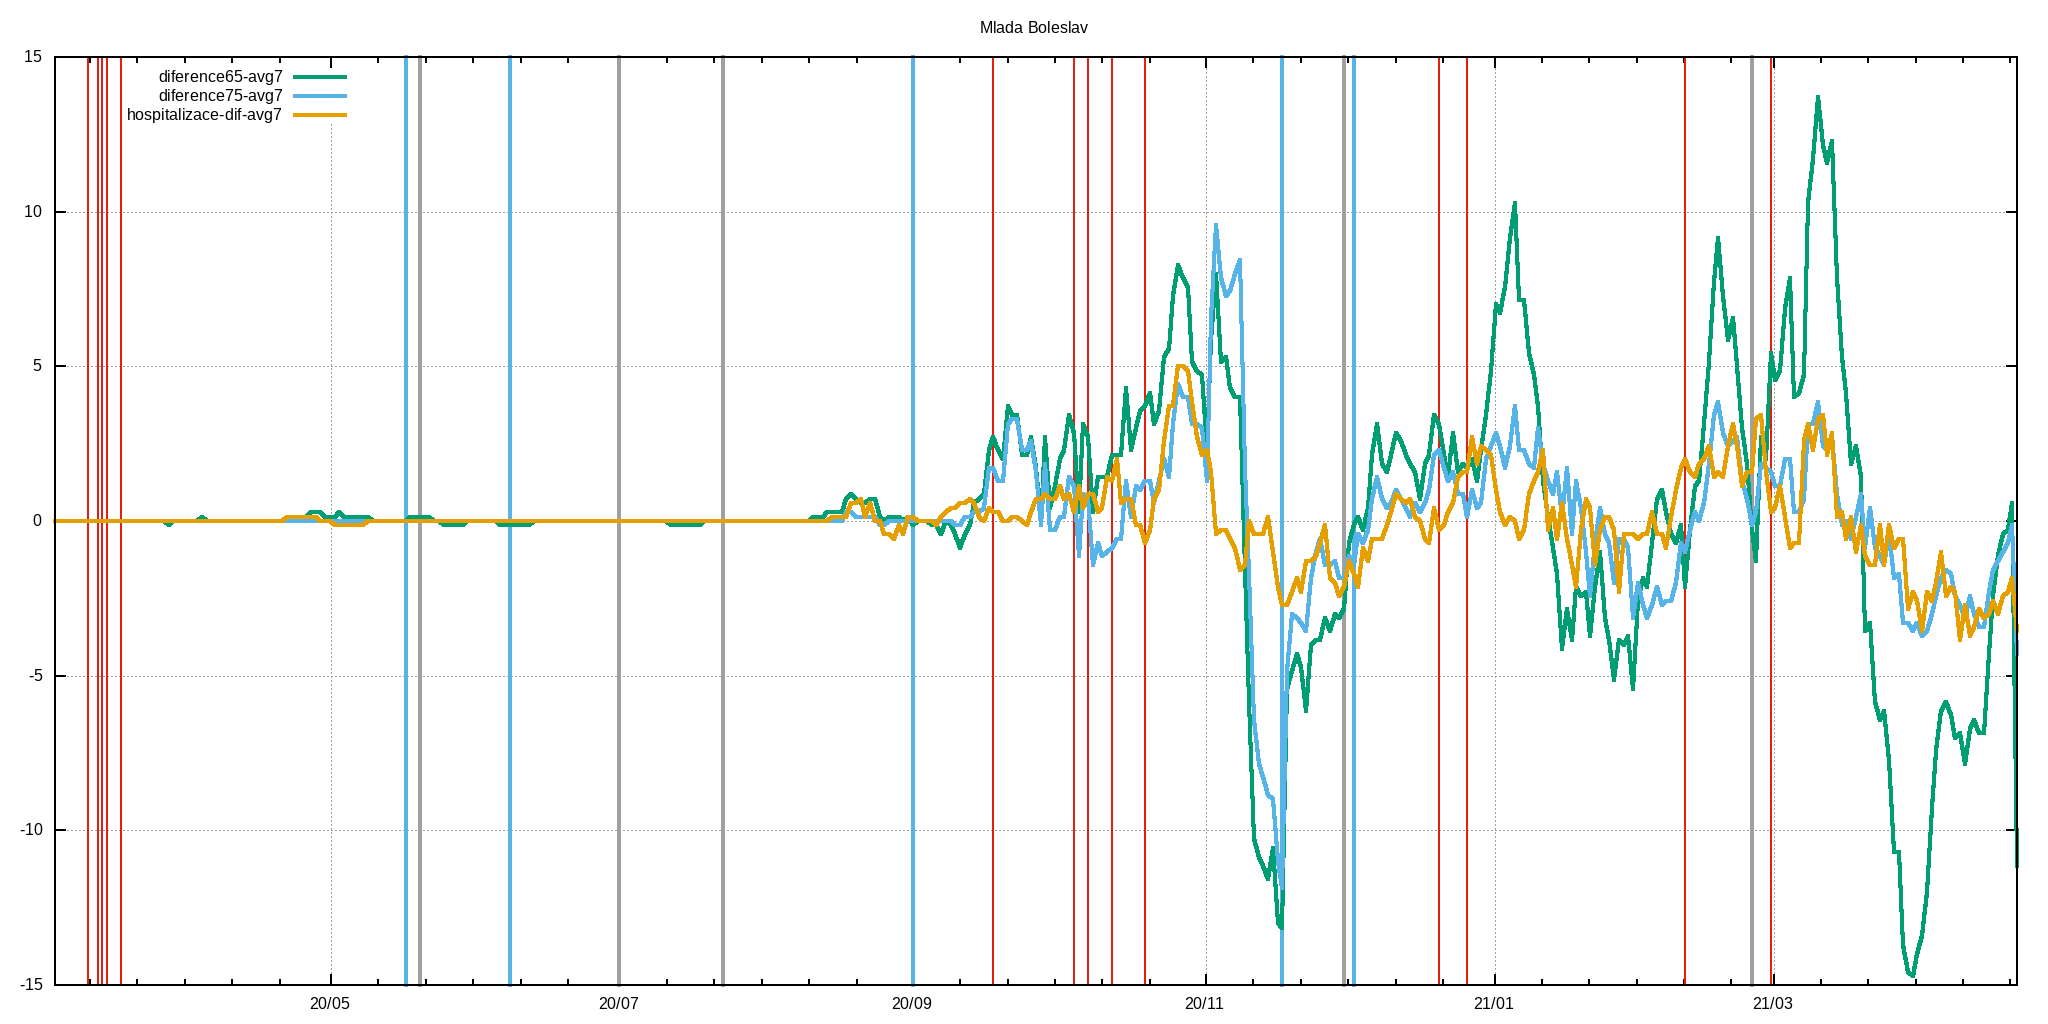 Mlada Boleslav
diference65-avg7
diference75-avg7
hospitalizace-dif-avg7
15
10
5
0
-5
-10
-15
20/05 20/07 20/09 20/11 21/01 21/03